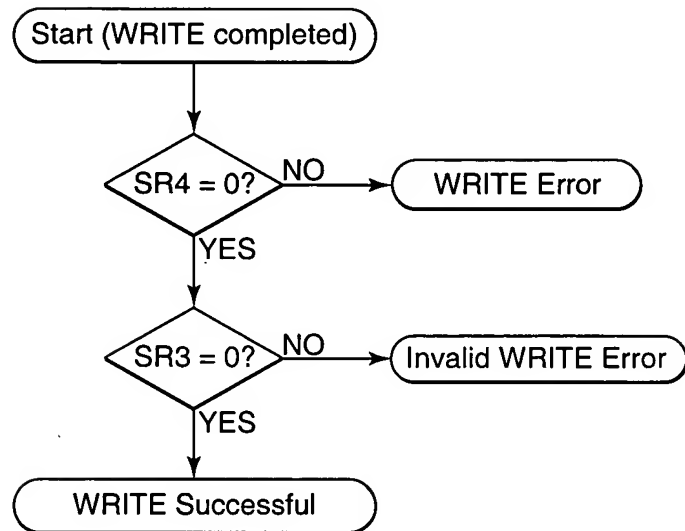 Start (WRITE completed)
SR4 = 0?
NO
WRITE Error
YES
SR3 = 0?
NO
Invalid WRITE Error
YES
WRITE Successful